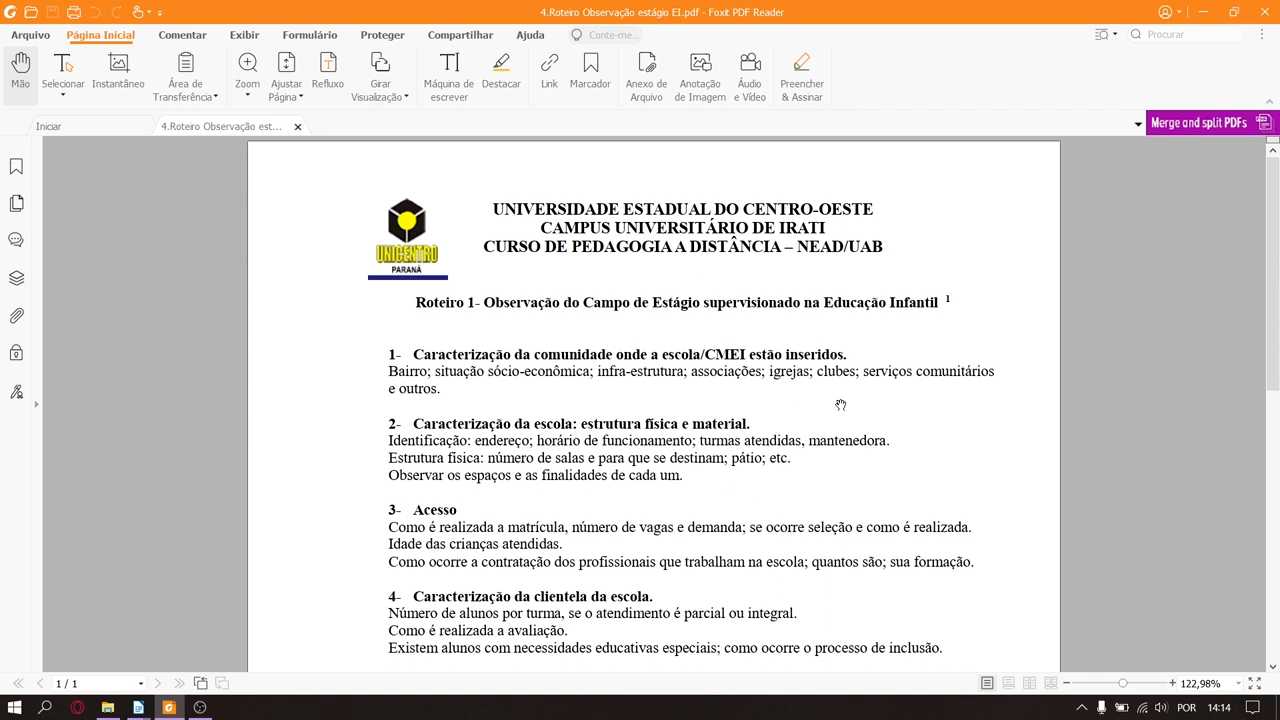 4.Roteiro Observação estágio EI.pdf - Foxit PDF Reader
Arquivo Página Inicial Comentar Exibir Formulário Proteger Compartilhar Ajuda Conte-me.. Procurar
Mão Selecionar Instantâneo Área de Transferência Zoom Ajustar Página Refluxo Girar Visualização Máquina de escrever Destacar Link Marcador Anexo de Arquivo Anotação de Imagem Áudio e Vídeo Preencher & Assinar
Iniciar 4.Roteiro Observação est... Merge and split PDFs
UNICENTRO
PARANÁ
UNIVERSIDADE ESTADUAL DO CENTRO-OESTE
CAMPUS UNIVERSITÁRIO DE IRATI
CURSO DE PEDAGOGIA A DISTÂNCIA – NEAD/UAB
Roteiro 1- Observação do Campo de Estágio supervisionado na Educação Infantil 1
1- Caracterização da comunidade onde a escola/CMEI estão inseridos.
Bairro; situação sócio-econômica; infra-estrutura; associações; igrejas; clubes; serviços comunitários
e outros.
2- Caracterização da escola: estrutura física e material.
Identificação: endereço; horário de funcionamento; turmas atendidas, mantenedora.
Estrutura física: número de salas e para que se destinam; pátio; etc.
Observar os espaços e as finalidades de cada um.
3- Acesso
Como é realizada a matrícula, número de vagas e demanda; se ocorre seleção e como é realizada.
Idade das crianças atendidas.
Como ocorre a contratação dos profissionais que trabalham na escola; quantos são; sua formação.
4- Caracterização da clientela da escola.
Número de alunos por turma, se o atendimento é parcial ou integral.
Como é realizada a avaliação.
Existem alunos com necessidades educativas especiais; como ocorre o processo de inclusão.
1 / 1 122,98%
POR 14:14